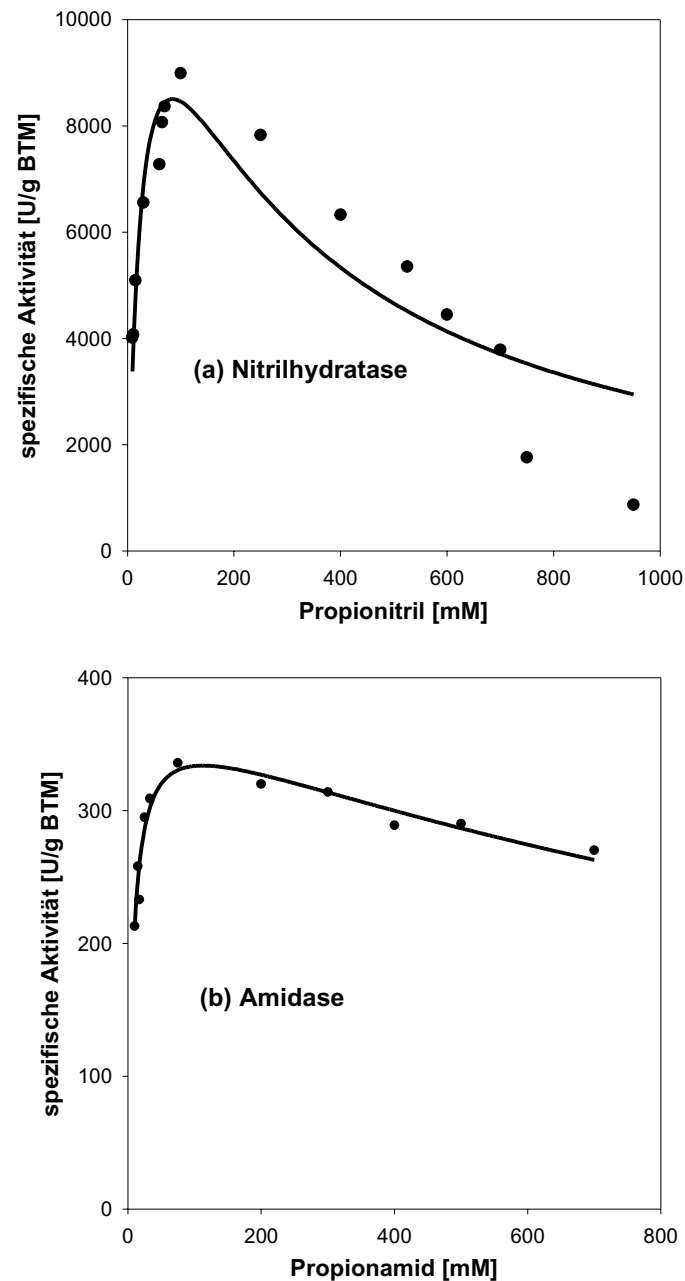 10000
8000
6000
4000
2000
0
spezifische Aktivität [U/g BTM]
(a) Nitrilhydratase
0 200 400 600 800 1000
Propionitril [mM]
400
300
200
100
0
spezifische Aktivität [U/g BTM]
(b) Amidase
0 200 400 600 800
Propionamid [mM]